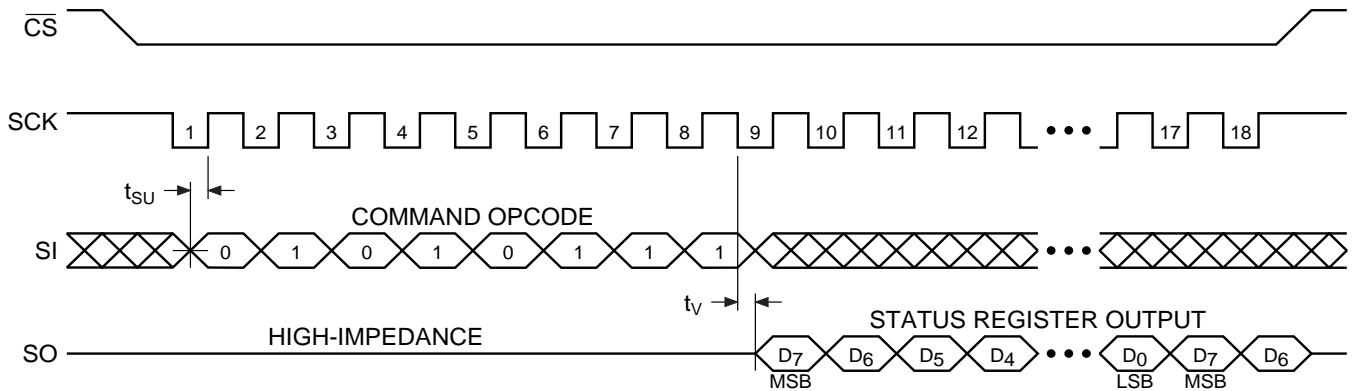 CS
SCK 1 2 3 4 5 6 7 8 9 10 11 12 ••• 17 18
tSU
COMMAND OPCODE
SI 0 1 0 1 0 1 1 1 •••
tV
HIGH-IMPEDANCE STATUS REGISTER OUTPUT
SO D7 D6 D5 D4 ••• D0 D7 D6
MSB LSB MSB